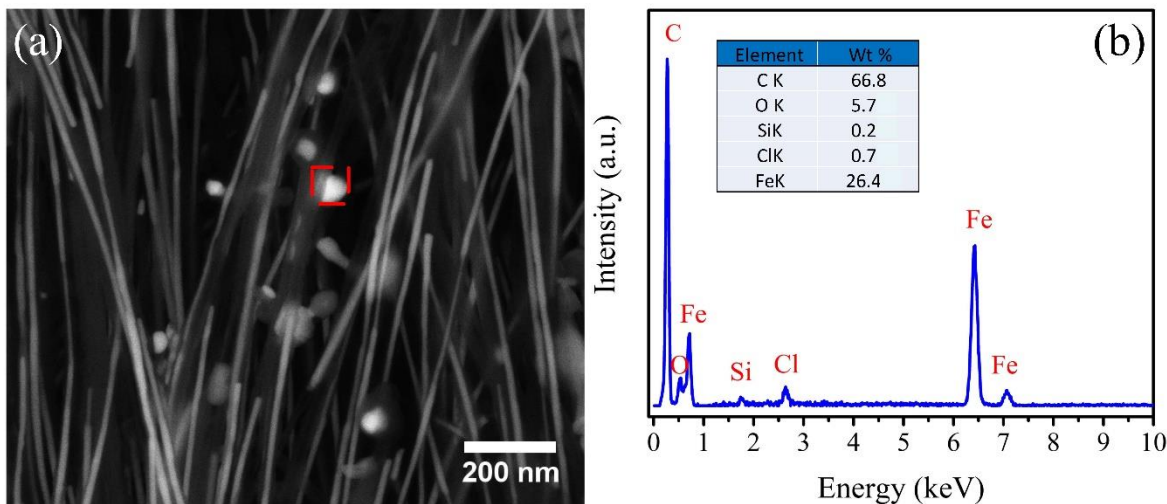 (a)
200 nm
(b)
Intensity (a.u.)
Element Wt %
C K 66.8
O K 5.7
SiK 0.2
ClK 0.7
FeK 26.4
C
O
Fe
Si
Cl
Fe
Fe
0 1 2 3 4 5 6 7 8 9 10
Energy (keV)